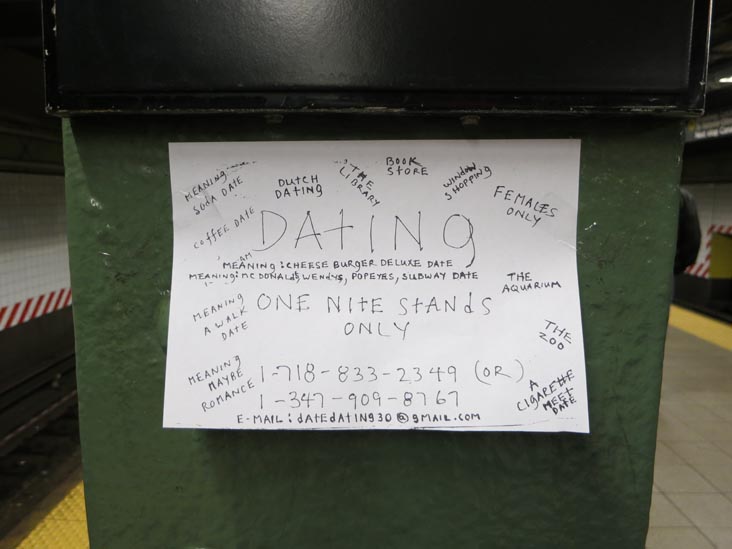 MEANING:
SODA DATE
DUTCH
DATING
THE
LIBRARY
BOOK
STORE
WINDOW
SHOPPING
FEMALES
ONLY
COFFEE DATE
DATING
MEANING: CHEESE BURGER DELUXE DATE
MEANING: MCDONALDS, WENDYS, POPEYES, SUBWAY DATE
THE
AQUARIUM
MEANING
A WALK
DATE
ONE NITE STANDS
ONLY
THE
ZOO
MEANING
MAYBE
ROMANCE
1-718-833-2349 (OR)
1-347-909-8767
E-MAIL: dATEdATING30@gMAIL.COM
A
CIGARETTE
MEET
DATE